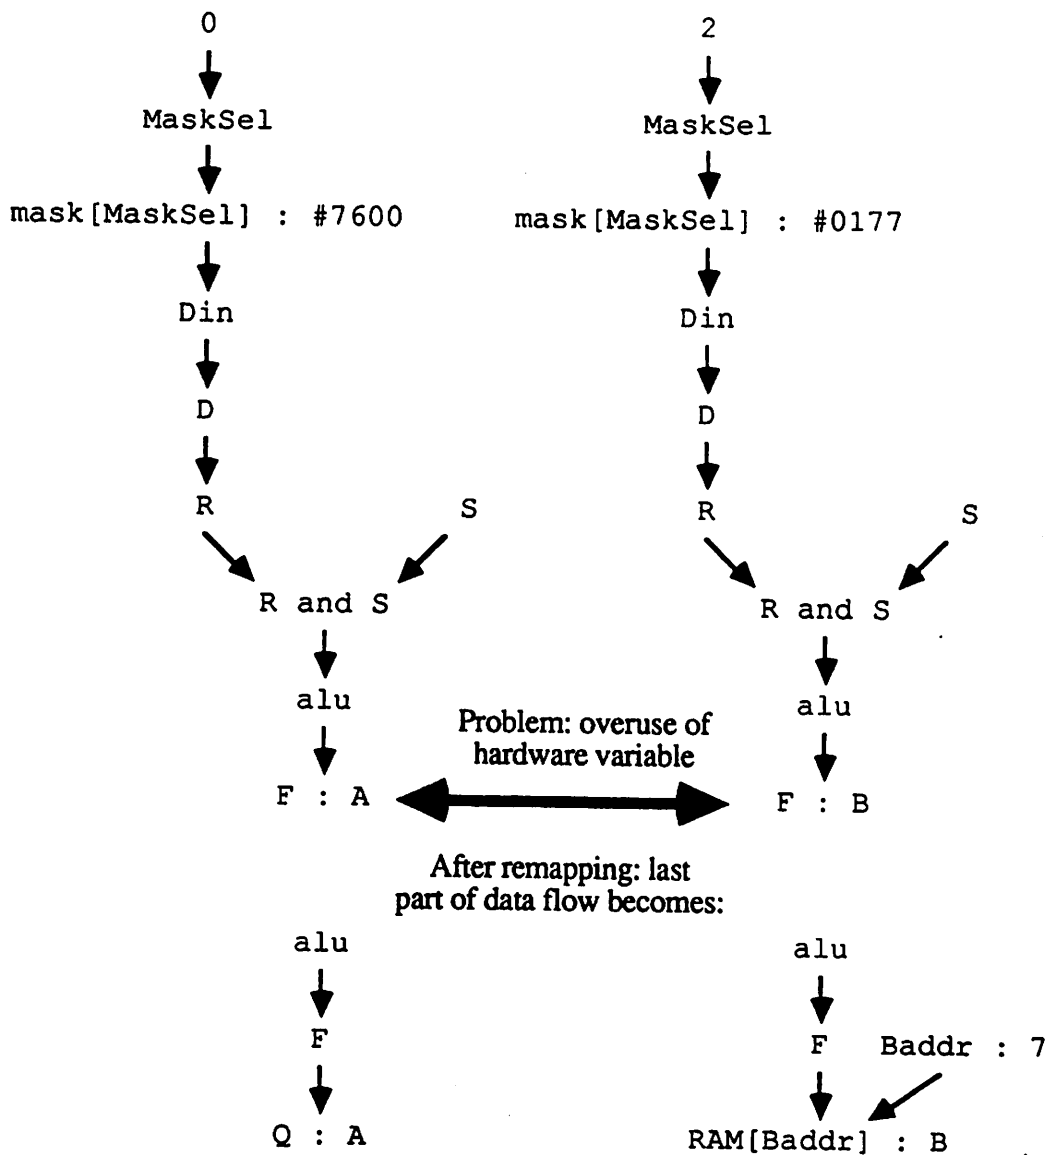 0
2
MaskSel
MaskSel
mask[MaskSel] : #7600
mask[MaskSel] : #0177
Din
Din
D
D
R
S
R
S
R and S
R and S
alu
alu
Problem: overuse of
hardware variable
F : A
F : B
After remapping: last
part of data flow becomes:
alu
alu
F
F
Baddr : 7
Q : A
RAM[Baddr] : B